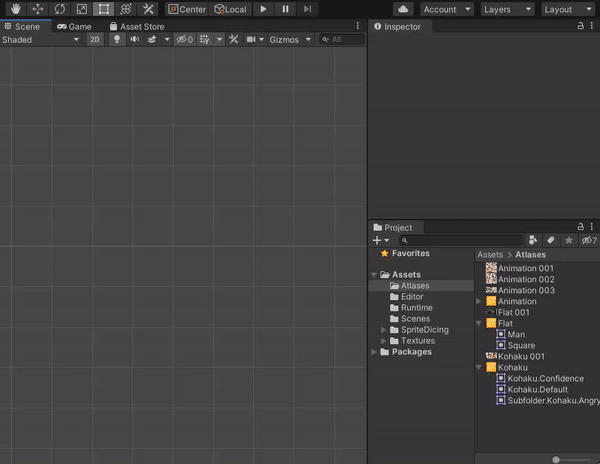 Center Local Account Layers Layout
Scene Game Asset Store Inspector
Shaded 2D 0 Gizmos All
Project
7
Favorites
Assets > Atlases
Assets
Atlases
Editor
Runtime
Scenes
SpriteDicing
Textures
Packages
Animation 001
Animation 002
Animation 003
Animation
Flat 001
Flat
Man
Square
Kohaku 001
Kohaku
Kohaku.Confidence
Kohaku.Default
Subfolder.Kohaku.Angry